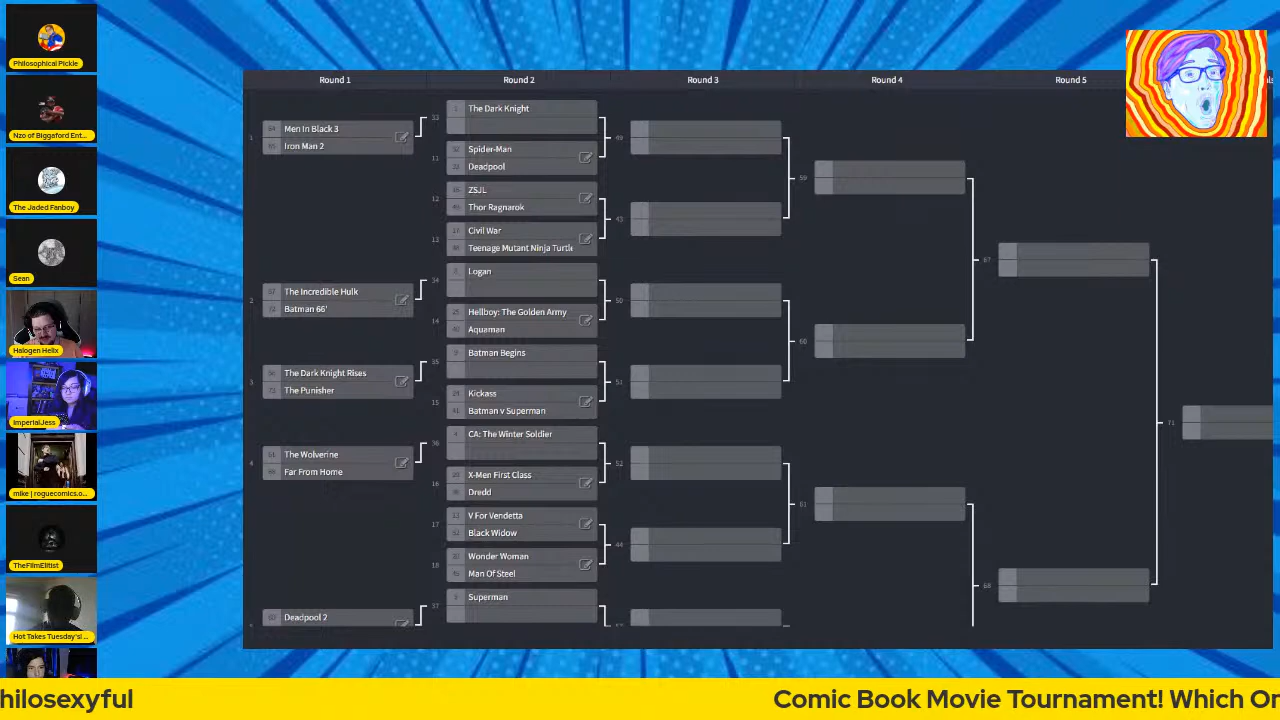 Philosophical Pickle
Nzo of Biggaford Ent...
The Jaded Fanboy
Sean
Halogen Helix
ImperialJess
mike | roguecomics.o...
TheFilmElitist
Hot Takes Tuesday's! ...
Round 1
Round 2
Round 3
Round 4
Round 5
Men In Black 3
Iron Man 2
The Incredible Hulk
Batman 66'
The Dark Knight Rises
The Punisher
The Wolverine
Far From Home
Deadpool 2
The Dark Knight
Spider-Man
Deadpool
ZSJL
Thor Ragnarok
Civil War
Teenage Mutant Ninja Turtle
Logan
Hellboy: The Golden Army
Aquaman
Batman Begins
Kickass
Batman v Superman
CA: The Winter Soldier
X-Men First Class
Dredd
V For Vendetta
Black Widow
Wonder Woman
Man Of Steel
Superman
hilosexyful
Comic Book Movie Tournament! Which On